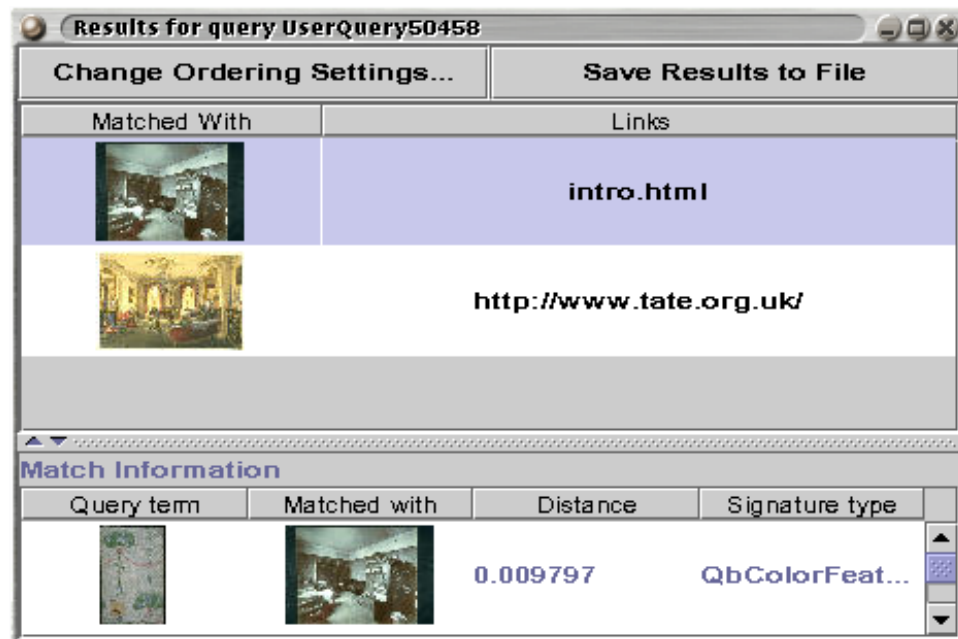 Results for query UserQuery50458
Change Ordering Settings... Save Results to File
Matched With Links
intro.html
http://www.tate.org.uk/
Match Information
Query term Matched with Distance Signature type
0.009797 QbColorFeat...